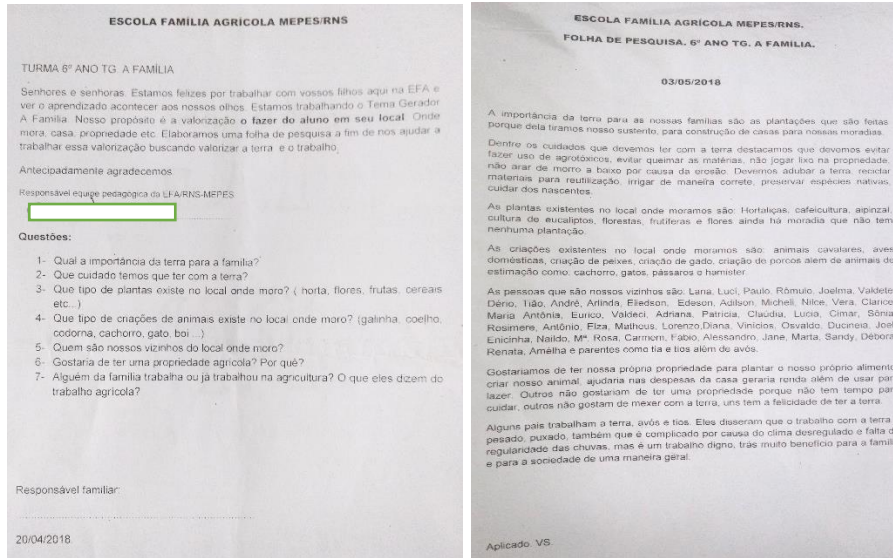 ESCOLA FAMÍLIA AGRÍCOLA MEPES/RNS
TURMA 6º ANO TG. A FAMÍLIA
Senhores e senhoras. Estamos felizes por trabalhar com vossos filhos aqui na EFA e
ver o aprendizado acontecer aos nossos olhos. Estamos trabalhando o Tema Gerador
A Família. Nosso propósito é a valorização o fazer do aluno em seu local. Onde
mora, casa, propriedade etc. Elaboramos uma folha de pesquisa a fim de nos ajudar a
trabalhar essa valorização buscando valorizar a terra e o trabalho.
Antecipadamente agradecemos.
Responsável equipe pedagógica da EFA/RNS-MEPES
Questões:
1- Qual a importância da terra para a família?
2- Que cuidado temos que ter com a terra?
3- Que tipo de plantas existe no local onde moro? ( horta, flores, frutas, cereais
etc...)
4- Que tipo de criações de animais existe no local onde moro? (galinha, coelho,
codorna, cachorro, gato, boi ...)
5- Quem são nossos vizinhos do local onde moro?
6- Gostaria de ter uma propriedade agrícola? Por quê?
7- Alguém da família trabalha ou já trabalhou na agricultura? O que eles dizem do
trabalho agrícola?
Responsável familiar:
20/04/2018
ESCOLA FAMÍLIA AGRÍCOLA MEPES/RNS.
FOLHA DE PESQUISA. 6º ANO TG. A FAMÍLIA.
03/05/2018
A importância da terra para as nossas famílias são as plantações que são feitas
porque dela tiramos nosso sustento, para construção de casas para nossas moradias.
Dentre os cuidados que devemos ter com a terra destacamos que devemos evitar
fazer uso de agrotóxicos, evitar queimar as matérias, não jogar lixo na propriedade,
não arar de morro a baixo por causa da erosão. Devemos adubar a terra, reciclar
materiais para reutilização, irrigar de maneira correte, preservar espécies nativas,
cuidar dos nascentes.
As plantas existentes no local onde moramos são: Hortaliças, cafeicultura, aipinzal,
cultura de eucaliptos, florestas, frutíferas e flores ainda há moradia que não tem
nenhuma plantação.
As criações existentes no local onde moramos são: animais cavalares, aves
domésticas, criação de peixes, criação de gado, criação de porcos alem de animais de
estimação como: cachorro, gatos, pássaros e hamister.
As pessoas que são nossos vizinhos são: Lana, Luci, Paulo, Rômulo, Joelma, Valdete,
Dério, Tião, André, Arlinda, Eliedson, Edeson, Adilson, Micheli, Nilce, Vera, Clarice,
Maria Antônia, Eurico, Valdeci, Adriana, Patricia, Claúdia, Lucia, Cimar, Sônia,
Rosimere, Antônio, Elza, Matheus, Lorenzo,Diana, Vinicios, Osvaldo, Ducineia, Joel,
Enicinha, Naildo, Mª. Rosa, Carmem, Fábio, Alessandro, Jane, Marta, Sandy, Débora
Renata, Amélha e parentos como tia e tios além de avós.
Gostaríamos de ter nossa própria propriedade para plantar o nosso próprio alimento
criar nosso animal, ajudaria nas despesas da casa geraria renda além de usar par
lazer. Outros não gostariam de ter uma propriedade porque não tem tempo par
cuidar, outros não gostam de mexer com a terra, uns tem a felicidade de ter a terra.
Alguns pais trabalham a terra, avós e tios. Eles disseram que o trabalho com a terra
pesado, puxado, também que é complicado por causa do clima desregulado e falta d
regularidade das chuvas, mas é um trabalho digno, trás muito benefício para a famíli
e para a sociedade de uma maneira geral.
Aplicado. VS.